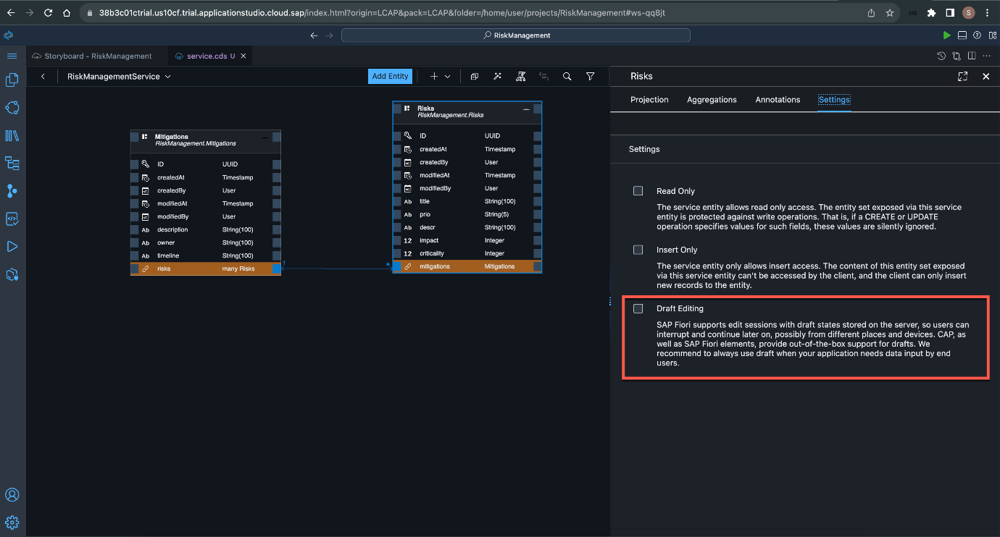 38b3c01ctrial.us10cf.trial.applicationstudio.cloud.sap/index.html?origin=LCAP&pack=LCAP&folder=/home/user/projects/RiskManagement#ws-qq8jt
S
RiskManagement
Storyboard - RiskManagement
service.cds U
RiskManagementService
Add Entity
Risks
Projection
Aggregations
Annotations
Settings
Settings
Mitigations
RiskManagement.Mitigations
ID UUID
createdAt Timestamp
createdBy User
modifiedAt Timestamp
modifiedBy User
Ab description String(100)
Ab owner String(100)
Ab timeline String(100)
risks many Risks
1
*
Risks
RiskManagement.Risks
ID UUID
createdAt Timestamp
createdBy User
modifiedAt Timestamp
modifiedBy User
Ab title String(100)
Ab prio String(5)
Ab descr String(100)
12 impact Integer
12 criticality Integer
mitigations Mitigations
Read Only
The service entity allows read only access. The entity set exposed via this service
entity is protected against write operations. That is, if a CREATE or UPDATE
operation specifies values for such fields, these values are silently ignored.
Insert Only
The service entity only allows insert access. The content of this entity set exposed
via this service entity can't be accessed by the client, and the client can only insert
new records to the entity.
Draft Editing
SAP Fiori supports edit sessions with draft states stored on the server, so users can
interrupt and continue later on, possibly from different places and devices. CAP, as
well as SAP Fiori elements, provide out-of-the-box support for drafts. We
recommend to always use draft when your application needs data input by end
users.